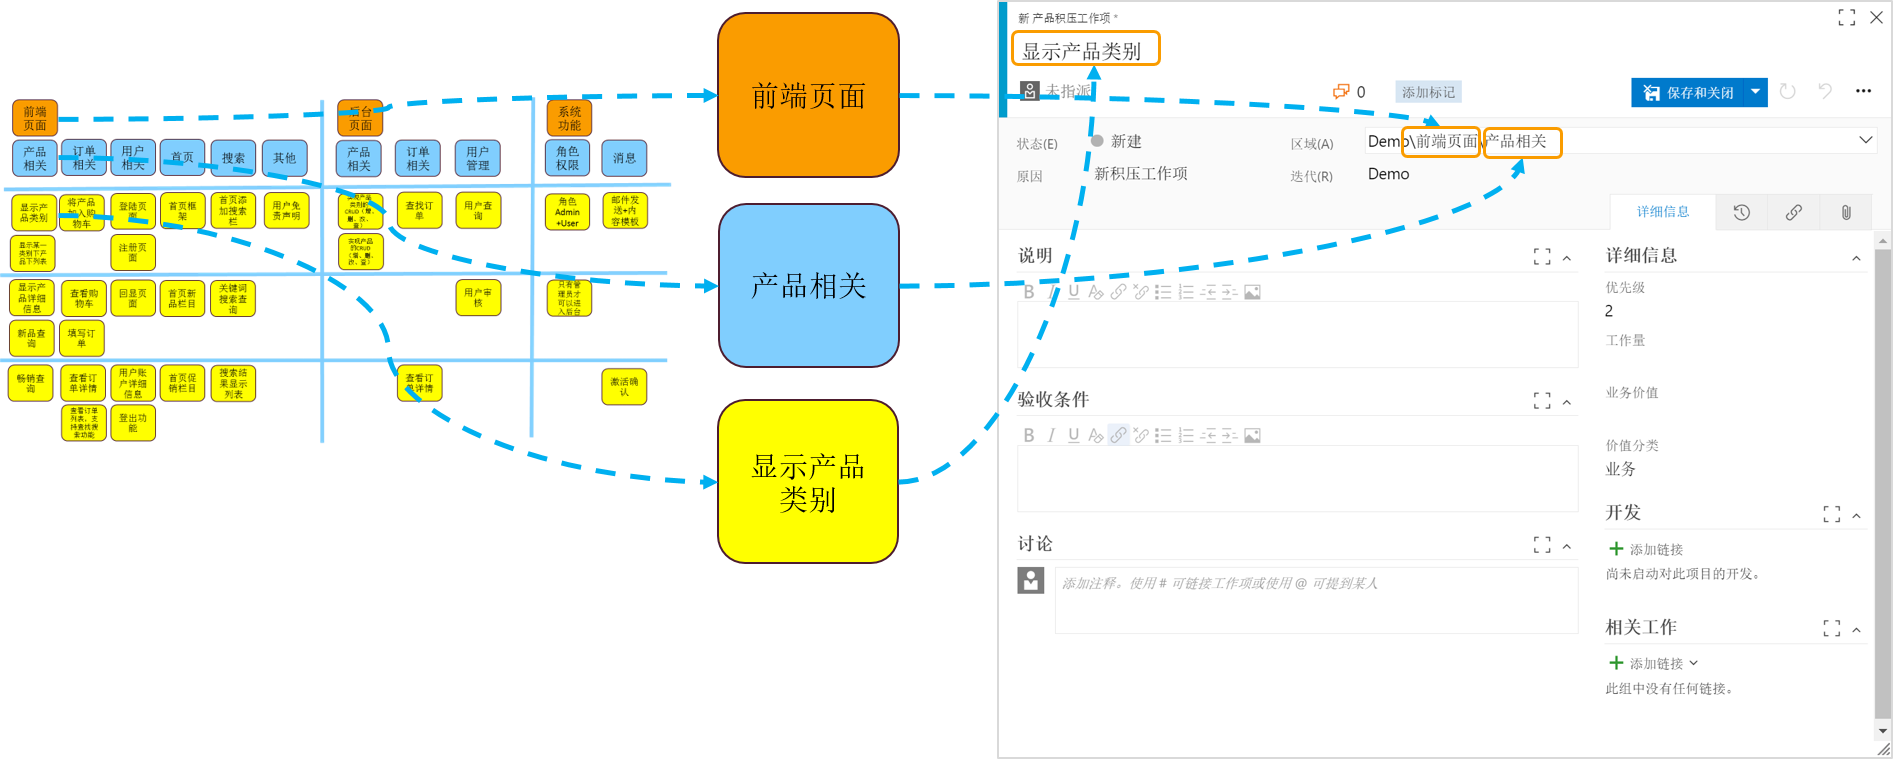 前端
页面
后台
页面
系统
功能
产品
相关
订单
相关
用户
相关
首页
搜索
其他
产品
相关
订单
相关
用户
管理
角色
权限
消息
显示产
品类别
将产品
加入购
物车
登陆页
面
首页框
架
首页添
加搜索
栏
用户免
责声明
类别的
CRUD（增、
删、改、
查）
查找订
单
用户查
询
角色
Admin
+User
邮件发
送+内
容模板
显示某一
类别下产
品下列表
注册页
面
实现产品
的CRUD
（增、删、
改、查）
显示产
品详细
信息
查看购
物车
回显页
面
首页新
品栏目
关键词
搜索查
询
用户审
核
只有管
理员才
可以进
入后台
新品查
询
填写订
单
畅销查
询
查看订
单详情
用户账
户详细
信息
首页促
销栏目
搜索结
果显示
列表
查看订
单详情
激活确
认
查看订单
列表，支
持查找搜
索功能
登出功
能
前端页面
产品相关
显示产品
类别
新 产品积压工作项 *
显示产品类别
未指派
0
添加标记
保存和关闭
状态(E)
新建
区域(A)
Demo\前端页面\产品相关
原因
新积压工作项
迭代(R)
Demo
详细信息
说明
B I U
验收条件
B I U
讨论
添加注释。使用 # 可链接工作项或使用 @ 可提到某人
详细信息
优先级
2
工作量
业务价值
价值分类
业务
开发
添加链接
尚未启动对此项目的开发。
相关工作
添加链接
此组中没有任何链接。